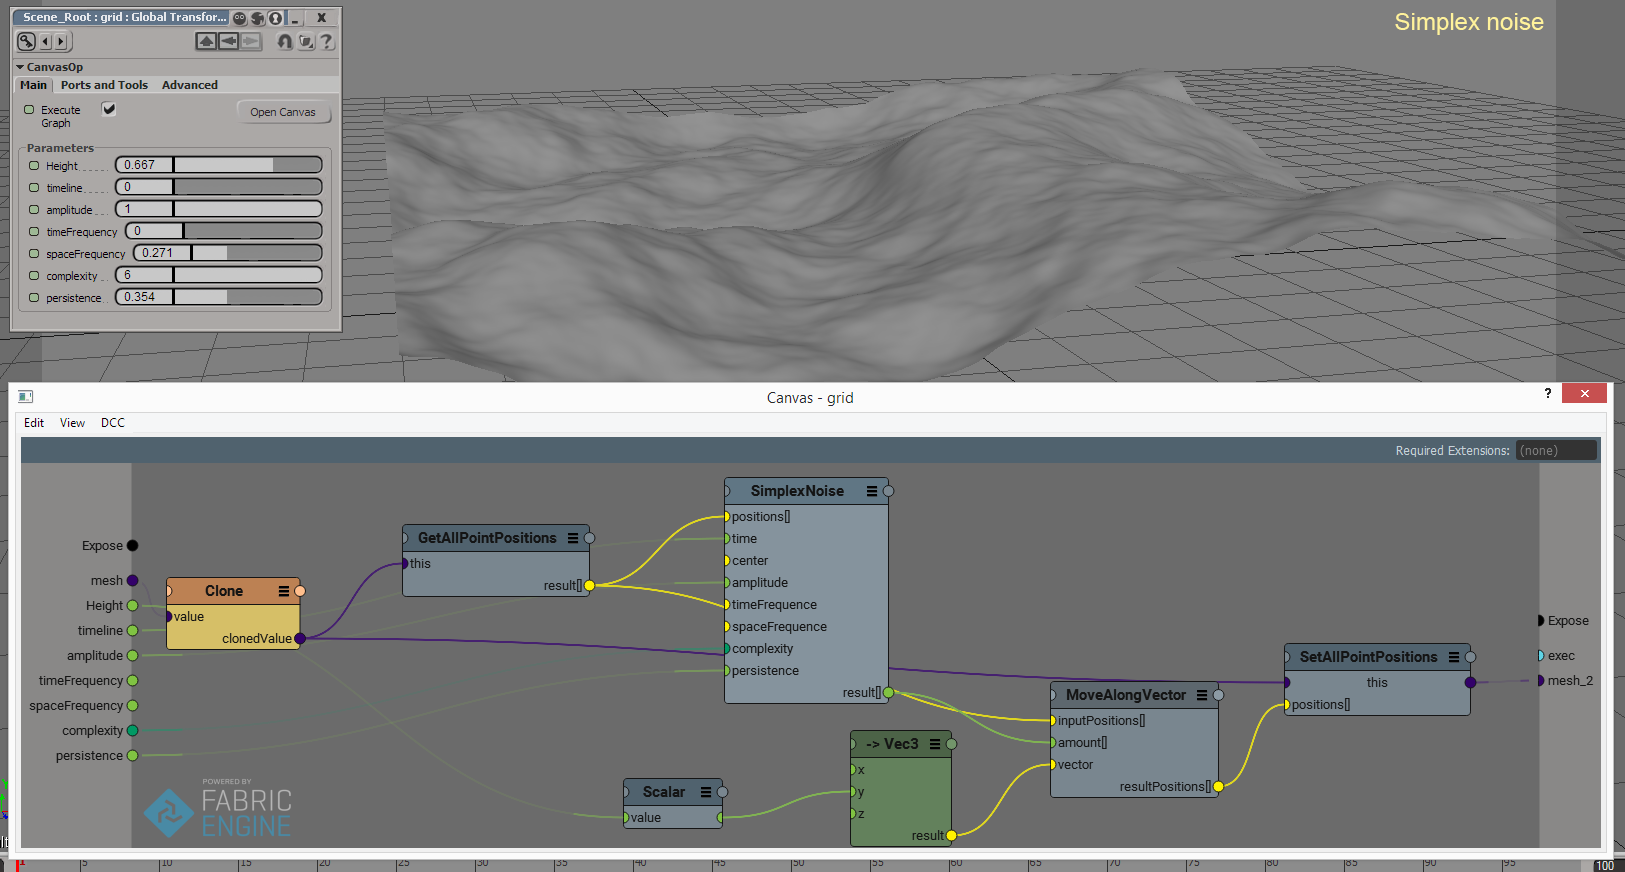 Scene_Root : grid : Global Transfor...
X
?
CanvasOp
Main Ports and Tools Advanced
Execute Graph
Open Canvas
Parameters
Height 0.667
timeline 0
amplitude 1
timeFrequency 0
spaceFrequency 0.271
complexity 6
persistence 0.354
Simplex noise
Canvas - grid
?
Edit View DCC
Required Extensions: (none)
Expose
mesh
Height
timeline
amplitude
timeFrequency
spaceFrequency
complexity
persistence
Clone
value
clonedValue
GetAllPointPositions
this
result[]
SimplexNoise
positions[]
time
center
amplitude
timeFrequence
spaceFrequence
complexity
persistence
result[]
Scalar
value
-> Vec3
x
y
z
result
MoveAlongVector
inputPositions[]
amount[]
vector
resultPositions[]
SetAllPointPositions
this
positions[]
Expose
exec
mesh_2
POWERED BY
FABRIC
ENGINE
1 5 10 15 20 25 30 35 40 45 50 55 60 65 70 75 80 85 90 95 100